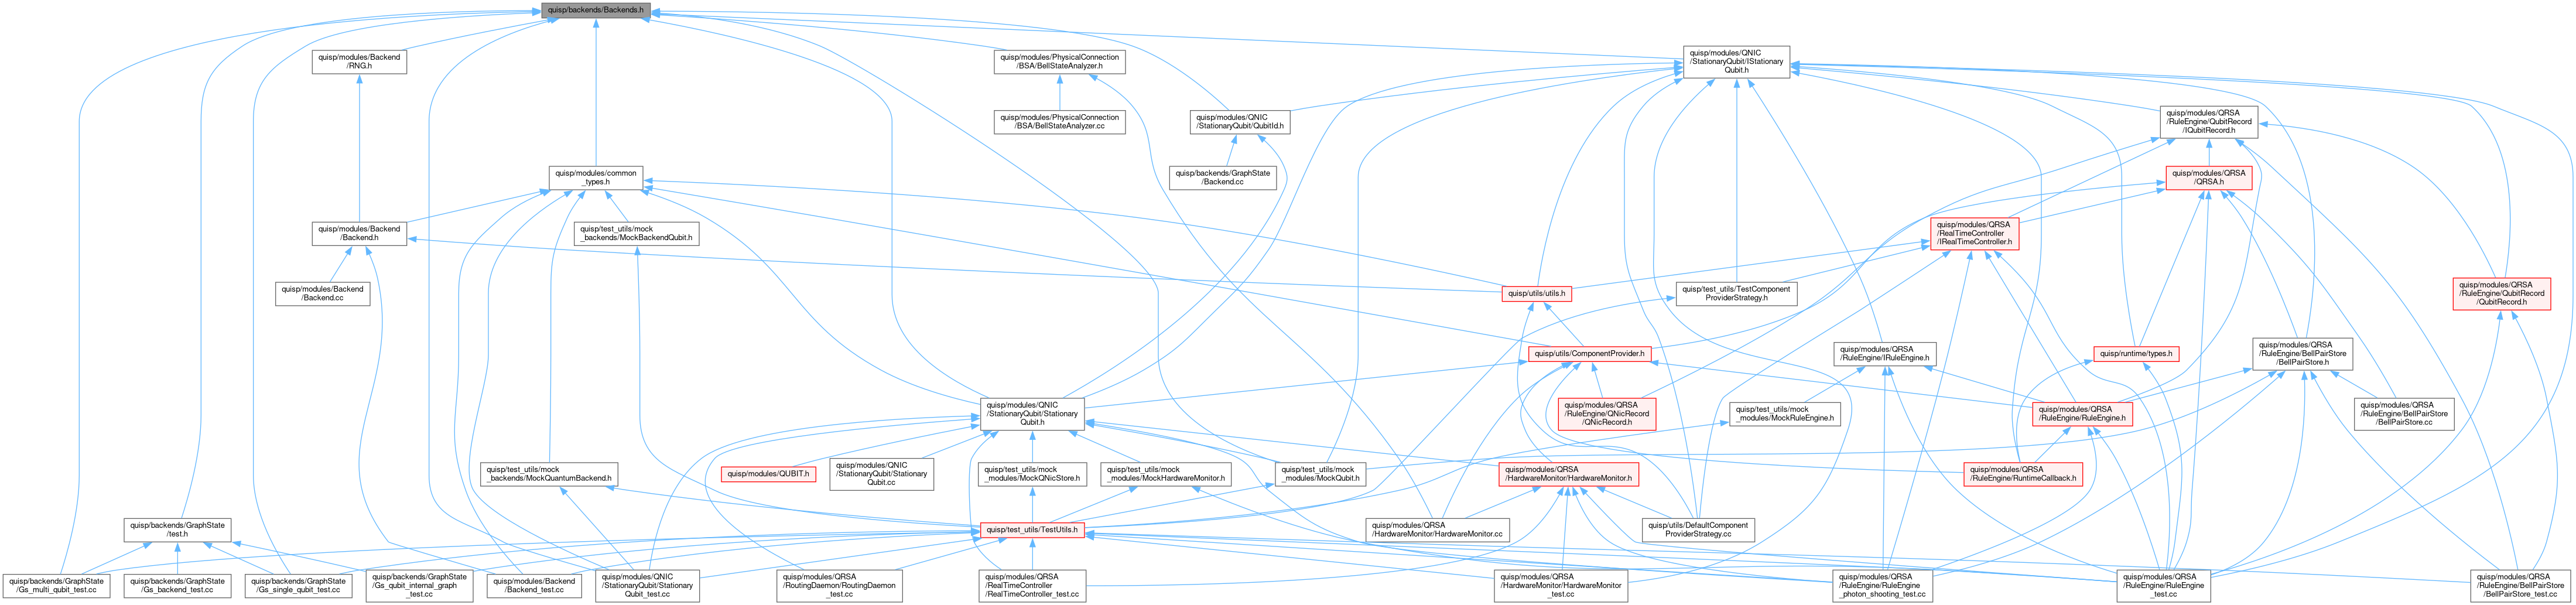 quisp/backends/Backends.h
quisp/modules/Backend
/RNG.h
quisp/modules/PhysicalConnection
/BSA/BellStateAnalyzer.h
quisp/modules/QNIC
/StationaryQubit/IStationary
Qubit.h
quisp/modules/PhysicalConnection
/BSA/BellStateAnalyzer.cc
quisp/modules/QNIC
/StationaryQubit/QubitId.h
quisp/modules/QRSA
/RuleEngine/QubitRecord
/IQubitRecord.h
quisp/modules/common
_types.h
quisp/backends/GraphState
/Backend.cc
quisp/modules/QRSA
/QRSA.h
quisp/modules/Backend
/Backend.h
quisp/test_utils/mock
_backends/MockBackendQubit.h
quisp/modules/QRSA
/RealTimeController
/IRealTimeController.h
quisp/modules/Backend
/Backend.cc
quisp/utils/utils.h
quisp/test_utils/TestComponent
ProviderStrategy.h
quisp/modules/QRSA
/RuleEngine/QubitRecord
/QubitRecord.h
quisp/utils/ComponentProvider.h
quisp/modules/QRSA
/RuleEngine/IRuleEngine.h
quisp/runtime/types.h
quisp/modules/QRSA
/RuleEngine/BellPairStore
/BellPairStore.h
quisp/modules/QNIC
/StationaryQubit/Stationary
Qubit.h
quisp/modules/QRSA
/RuleEngine/QNicRecord
/QNicRecord.h
quisp/test_utils/mock
_modules/MockRuleEngine.h
quisp/modules/QRSA
/RuleEngine/RuleEngine.h
quisp/modules/QRSA
/RuleEngine/BellPairStore
/BellPairStore.cc
quisp/test_utils/mock
_backends/MockQuantumBackend.h
quisp/modules/QUBIT.h
quisp/modules/QNIC
/StationaryQubit/Stationary
Qubit.cc
quisp/test_utils/mock
_modules/MockQNicStore.h
quisp/test_utils/mock
_modules/MockHardwareMonitor.h
quisp/test_utils/mock
_modules/MockQubit.h
quisp/modules/QRSA
/HardwareMonitor/HardwareMonitor.h
quisp/modules/QRSA
/RuleEngine/RuntimeCallback.h
quisp/backends/GraphState
/test.h
quisp/test_utils/TestUtils.h
quisp/modules/QRSA
/HardwareMonitor/HardwareMonitor.cc
quisp/utils/DefaultComponent
ProviderStrategy.cc
quisp/backends/GraphState
/Gs_multi_qubit_test.cc
quisp/backends/GraphState
/Gs_backend_test.cc
quisp/backends/GraphState
/Gs_single_qubit_test.cc
quisp/backends/GraphState
/Gs_qubit_internal_graph
_test.cc
quisp/modules/Backend
/Backend_test.cc
quisp/modules/QNIC
/StationaryQubit/Stationary
Qubit_test.cc
quisp/modules/QRSA
/RoutingDaemon/RoutingDaemon
_test.cc
quisp/modules/QRSA
/RealTimeController
/RealTimeController_test.cc
quisp/modules/QRSA
/HardwareMonitor/HardwareMonitor
_test.cc
quisp/modules/QRSA
/RuleEngine/RuleEngine
_photon_shooting_test.cc
quisp/modules/QRSA
/RuleEngine/RuleEngine
_test.cc
quisp/modules/QRSA
/RuleEngine/BellPairStore
/BellPairStore_test.cc